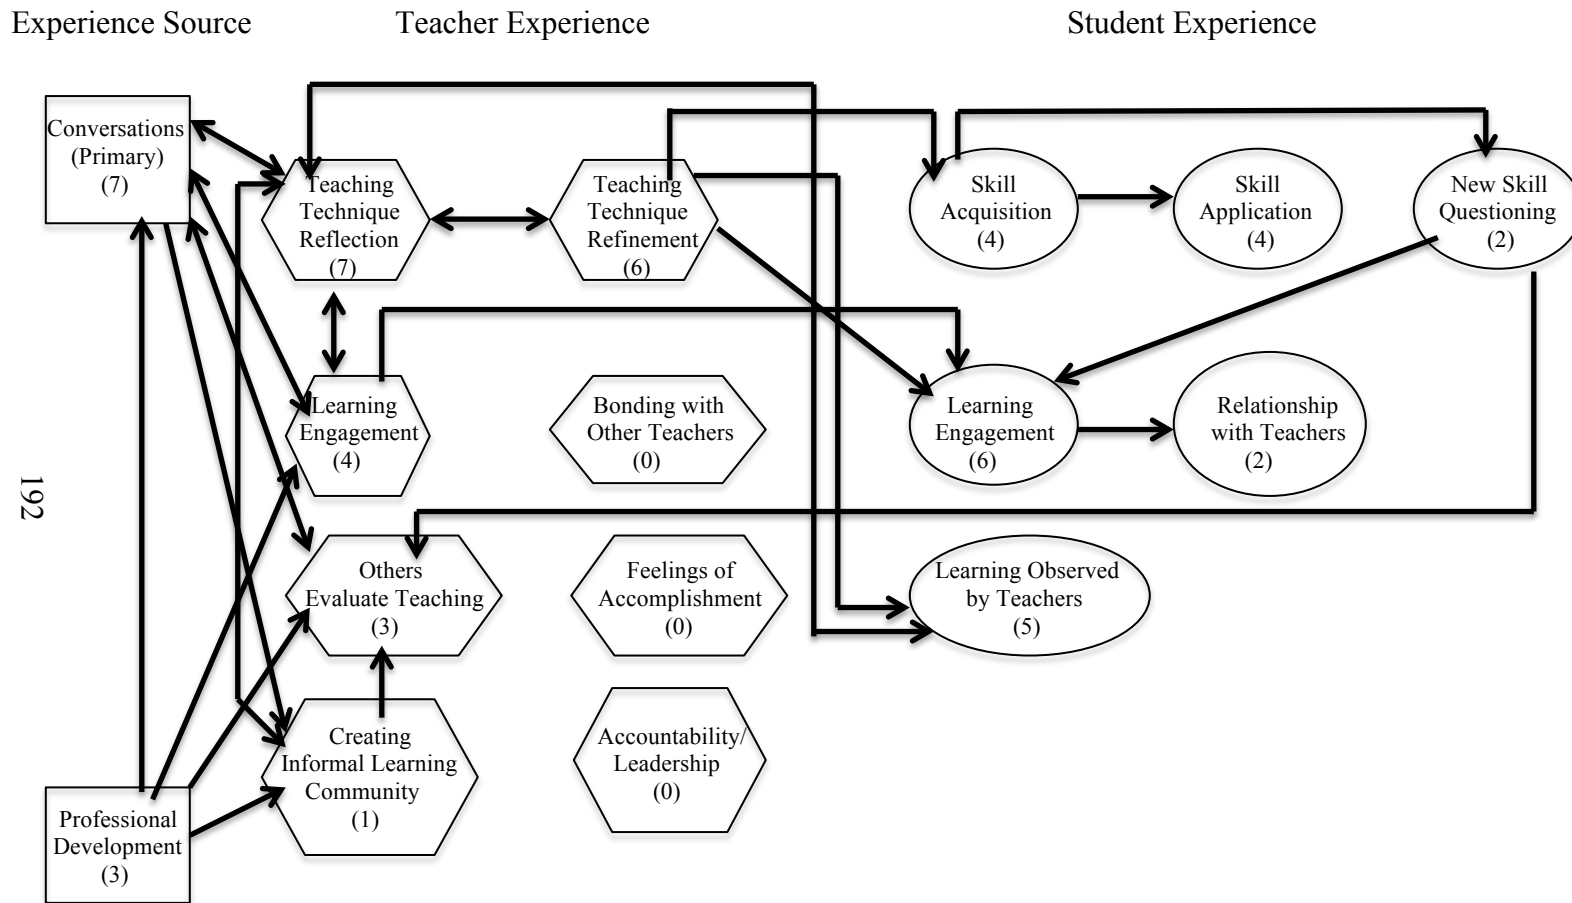 Experience Source
Teacher Experience
Student Experience
Conversations
(Primary)
(7)
Teaching
Technique
Reflection
(7)
Teaching
Technique
Refinement
(6)
Skill
Acquisition
(4)
Skill
Application
(4)
New Skill
Questioning
(2)
Learning
Engagement
(4)
Bonding with
Other Teachers
(0)
Learning
Engagement
(6)
Relationship
with Teachers
(2)
192
Others
Evaluate Teaching
(3)
Feelings of
Accomplishment
(0)
Learning Observed
by Teachers
(5)
Creating
Informal Learning
Community
(1)
Accountability/
Leadership
(0)
Professional
Development
(3)